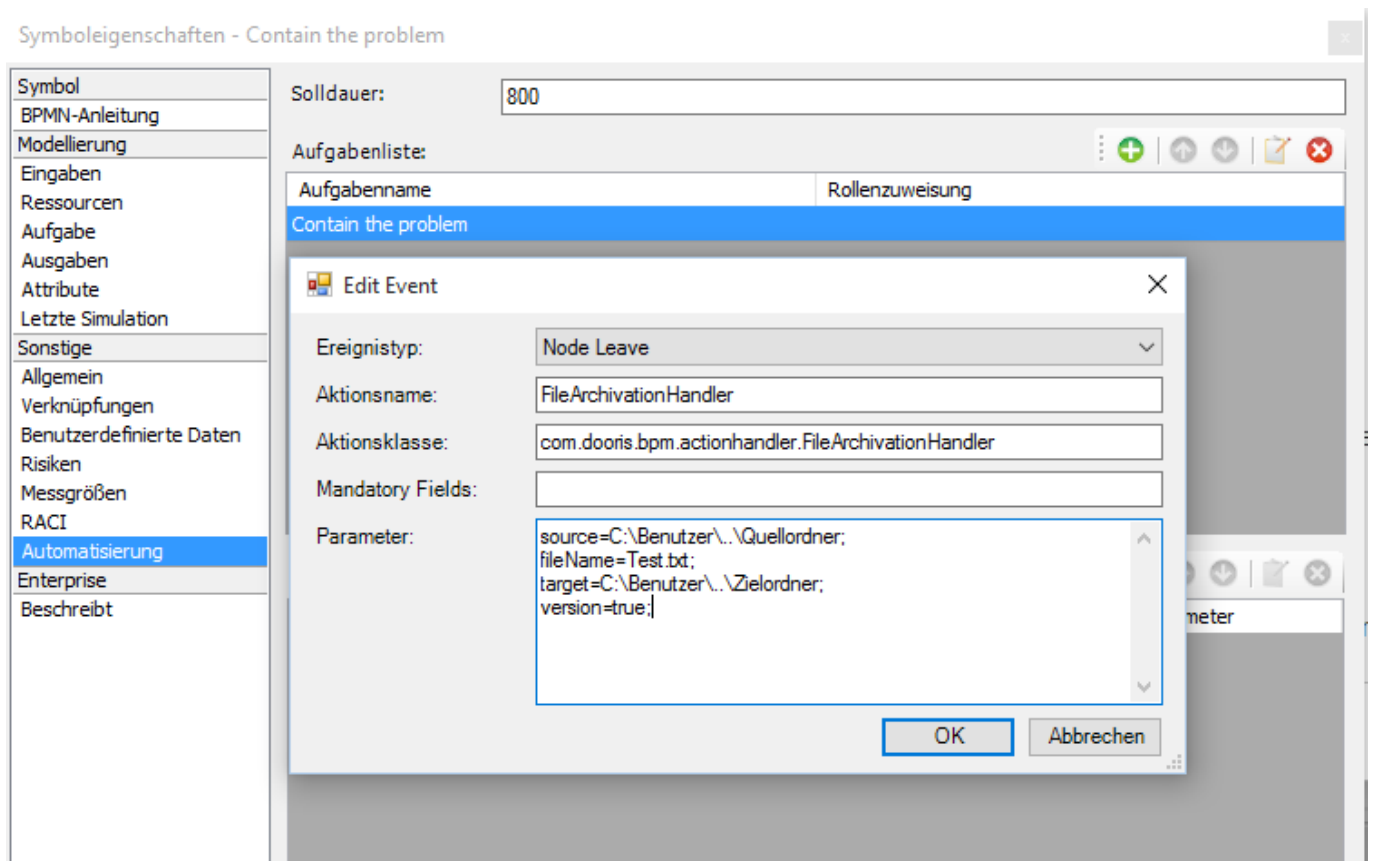 Symboleigenschaften - Contain the problem
x
Symbol
BPMN-Anleitung
Modellierung
Eingaben
Ressourcen
Aufgabe
Ausgaben
Attribute
Letzte Simulation
Sonstige
Allgemein
Verknüpfungen
Benutzerdefinierte Daten
Risiken
Messgrößen
RACI
Automatisierung
Enterprise
Beschreibt
Solldauer: 800
Aufgabenliste:
Aufgabenname Rollenzuweisung
Contain the problem
Edit Event
Ereignistyp: Node Leave
Aktionsname: FileArchivationHandler
Aktionsklasse: com.dooris.bpm.actionhandler.FileArchivationHandler
Mandatory Fields:
Parameter: source=C:\Benutzer\..\Quellordner;
fileName=Test.txt;
target=C:\Benutzer\..\Zielordner;
version=true;
OK Abbrechen
meter